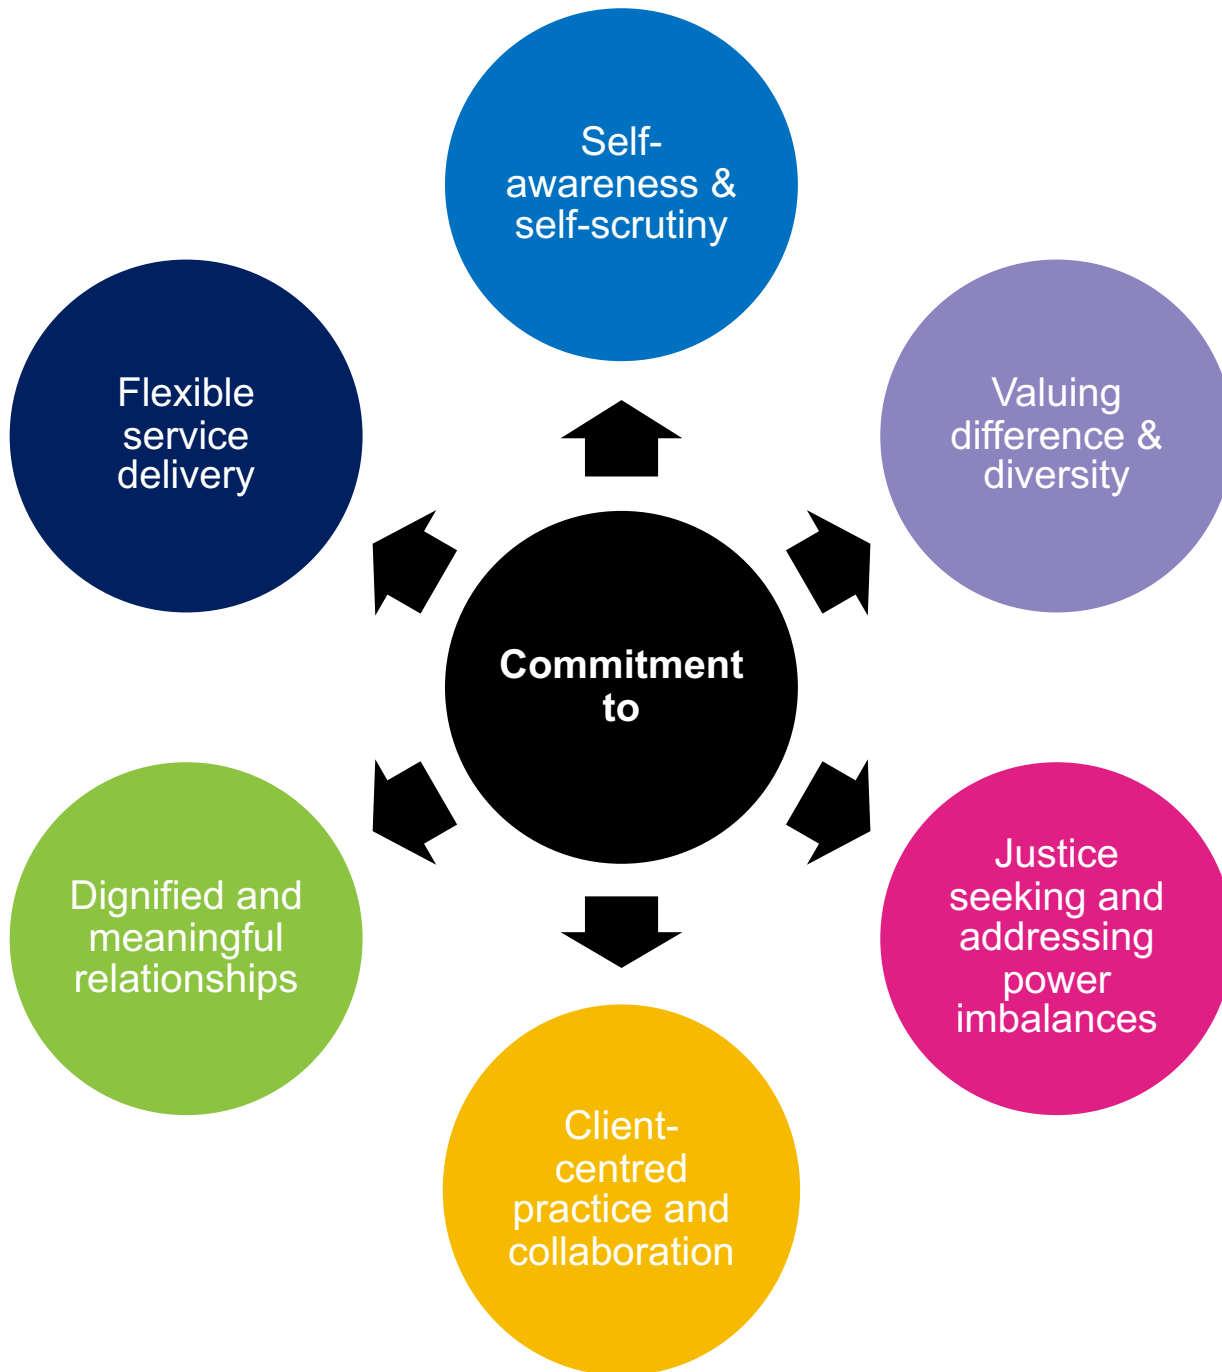 Self-
awareness &
self-scrutiny
Flexible
service
delivery
Valuing
difference &
diversity
Commitment
to
Dignified and
meaningful
relationships
Justice
seeking and
addressing
power
imbalances
Client-
centred
practice and
collaboration